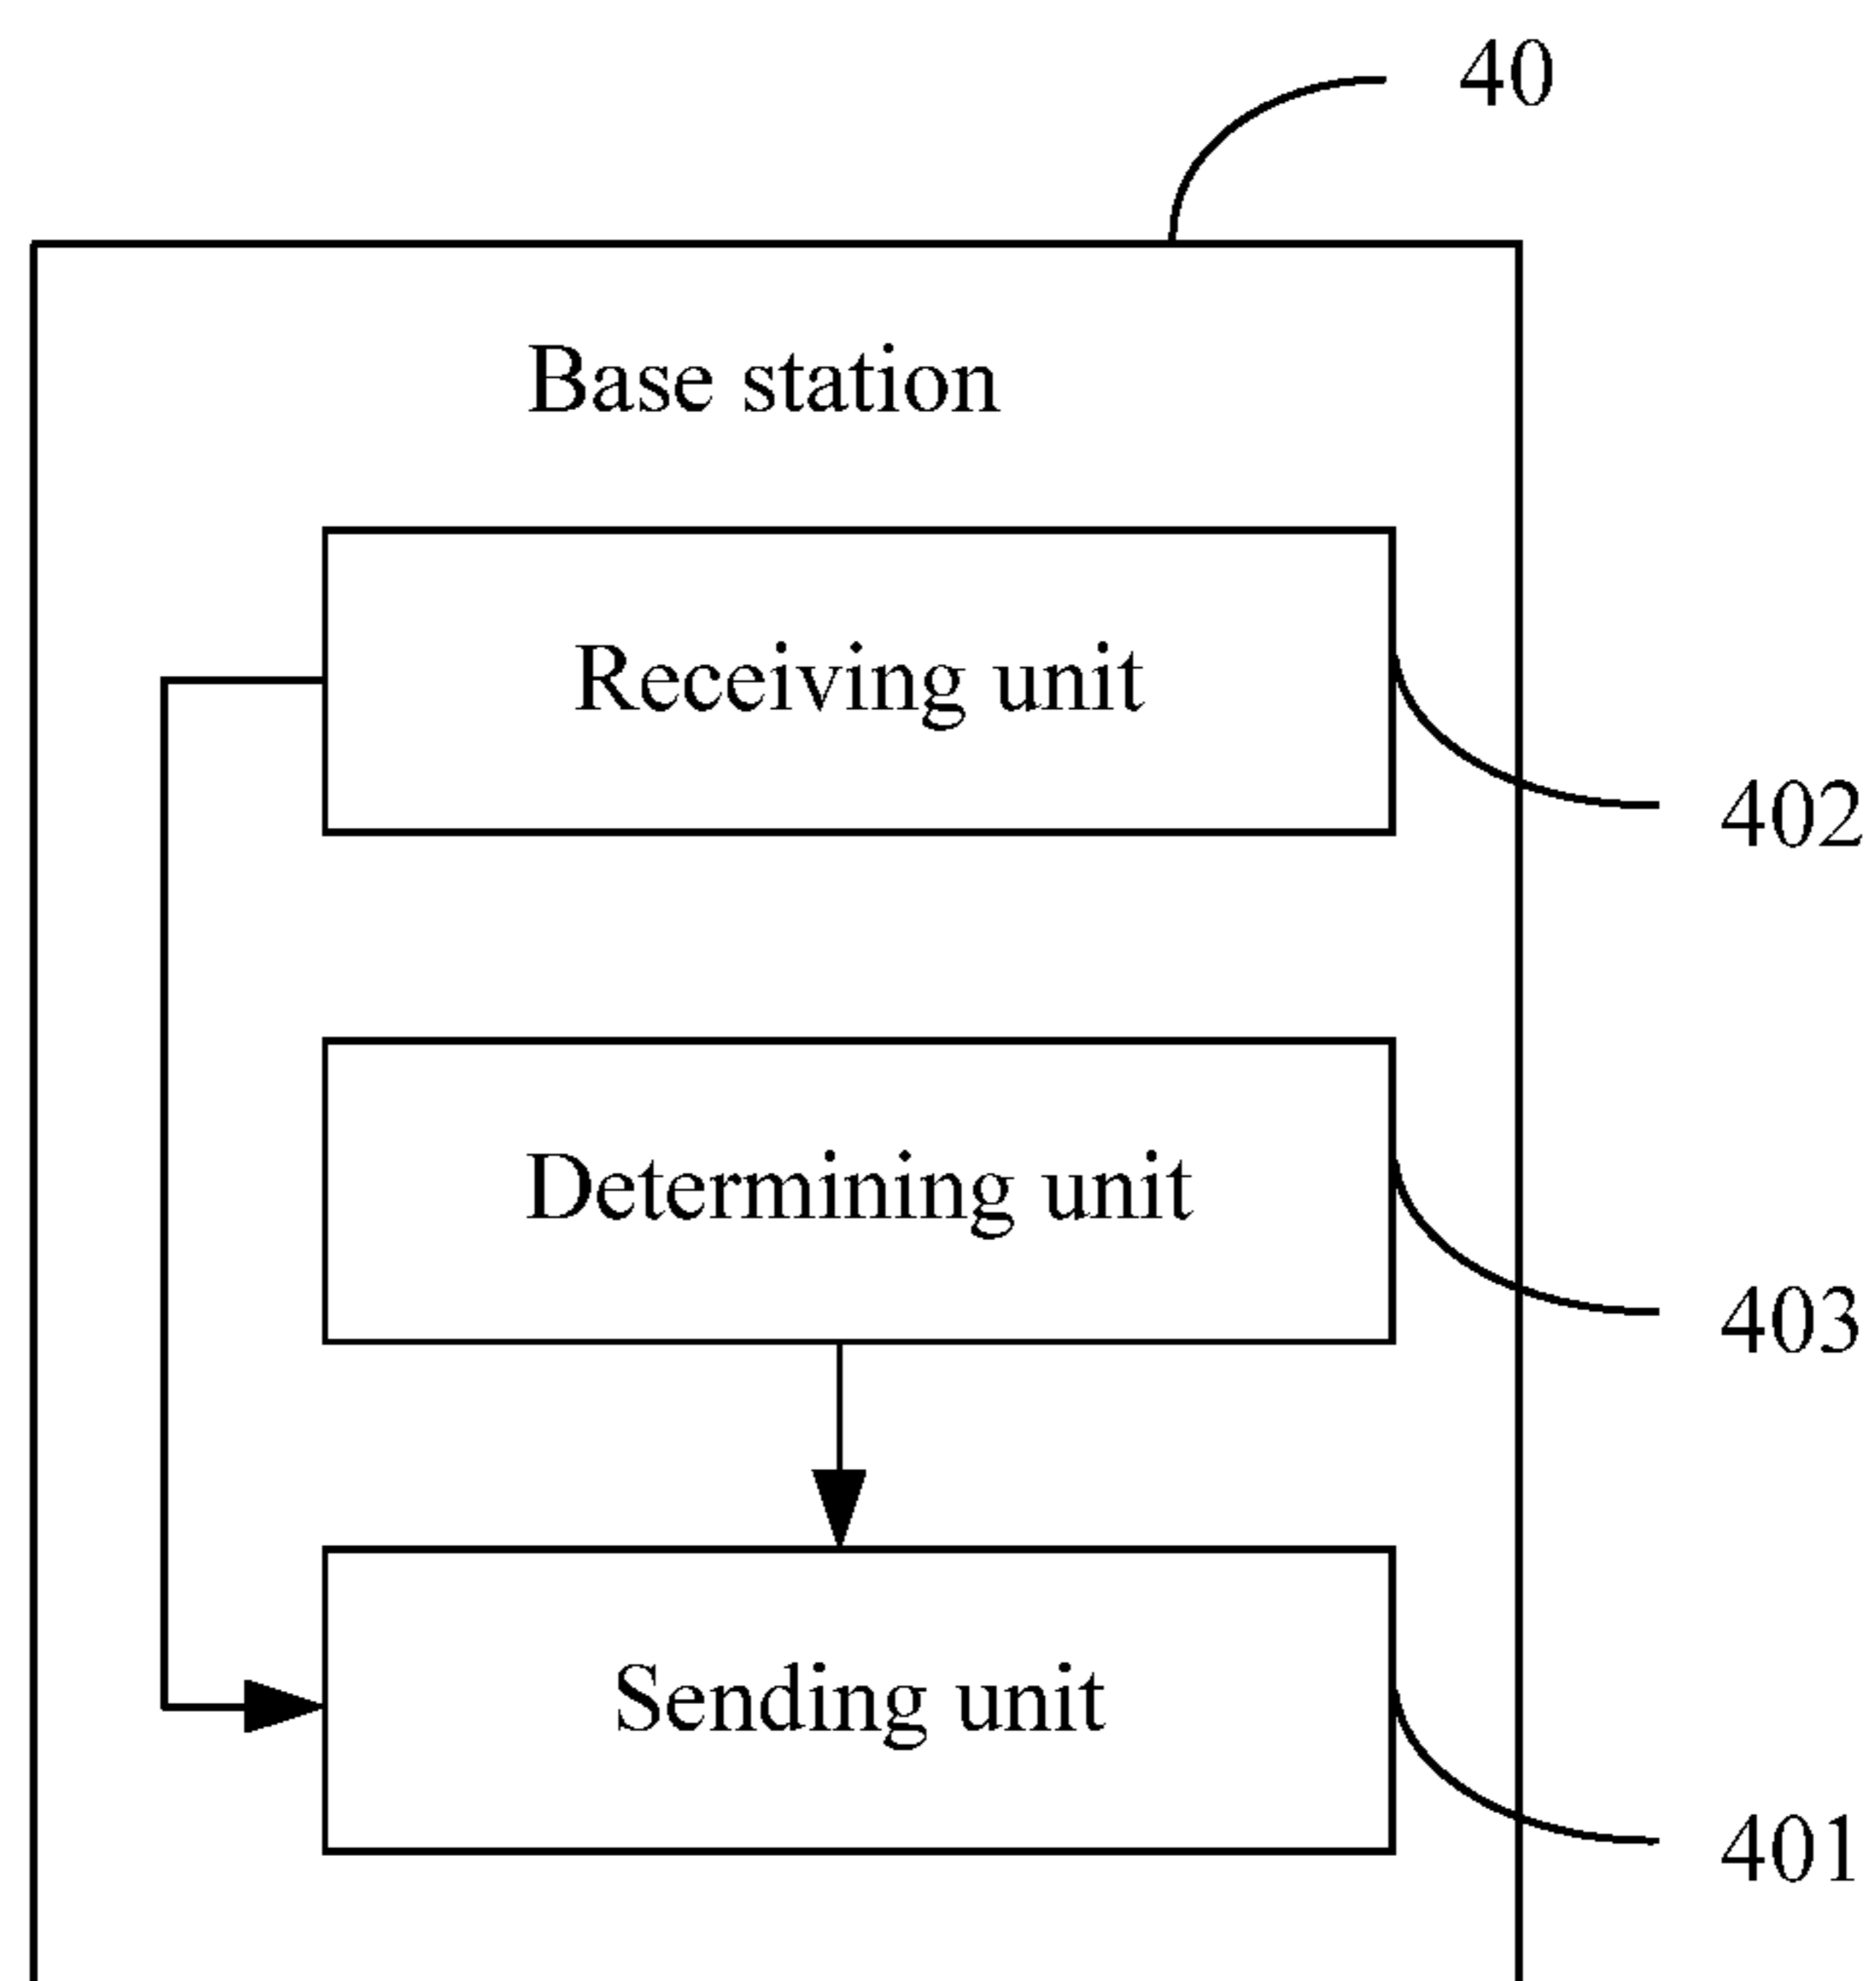 40
Base station
Receiving unit
402
Determining unit
403
Sending unit
401